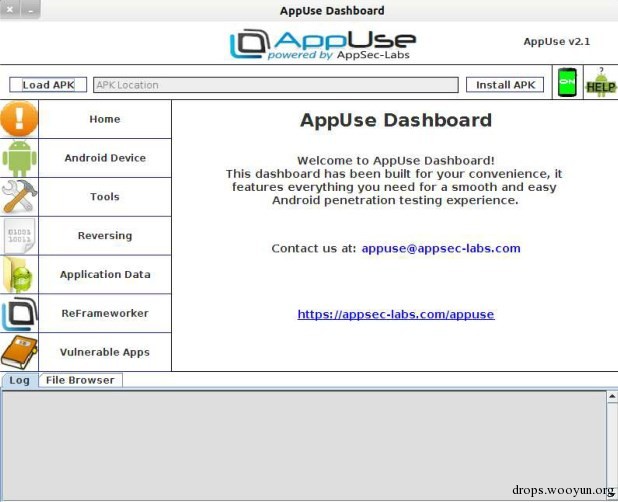 AppUse Dashboard
AppUse
powered by AppSec-Labs
AppUse v2.1
Load APK
APK Location
Install APK
ON
?
HELP
Home
Android Device
Tools
01001
10011
Reversing
Application Data
ReFrameworker
Vulnerable Apps
AppUse Dashboard
Welcome to AppUse Dashboard!
This dashboard has been built for your convenience, it
features everything you need for a smooth and easy
Android penetration testing experience.
Contact us at: appuse@appsec-labs.com
https://appsec-labs.com/appuse
Log
File Browser
drops.wooyun.org